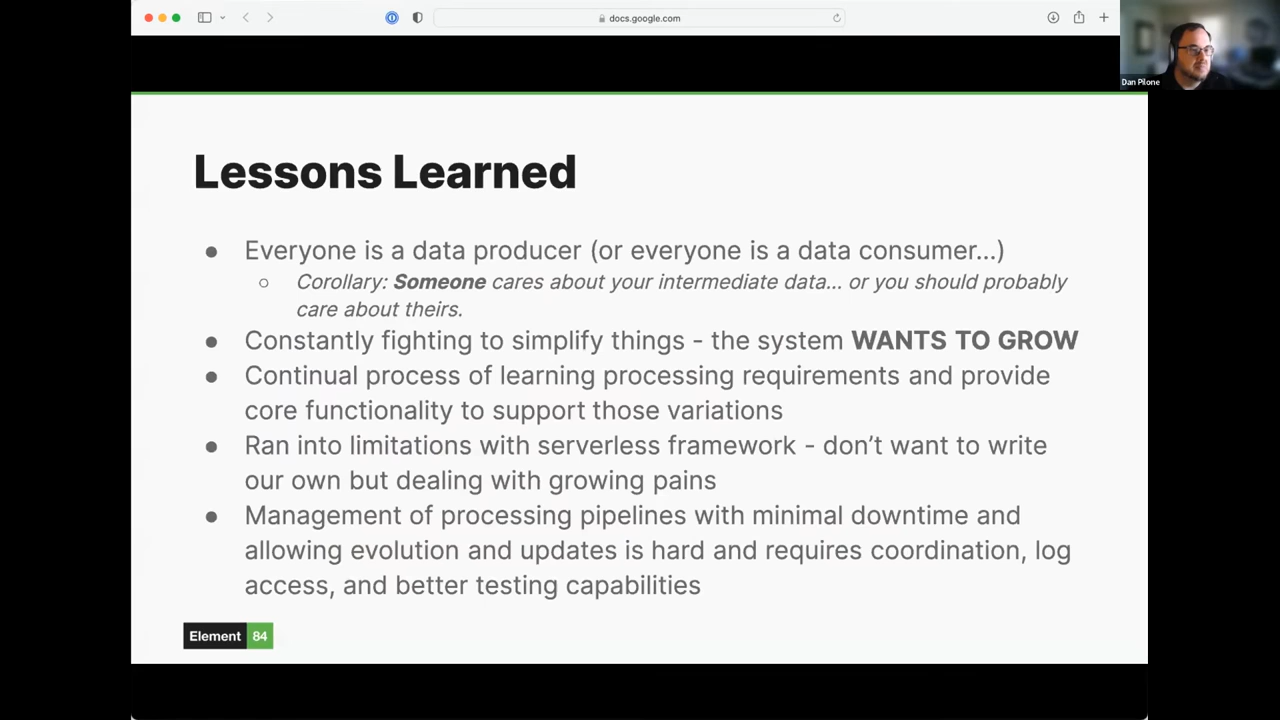 docs.google.com
Dan Pilone
Lessons Learned
● Everyone is a data producer (or everyone is a data consumer...)
○ Corollary: Someone cares about your intermediate data... or you should probably
care about theirs.
● Constantly fighting to simplify things - the system WANTS TO GROW
● Continual process of learning processing requirements and provide
core functionality to support those variations
● Ran into limitations with serverless framework - don’t want to write
our own but dealing with growing pains
● Management of processing pipelines with minimal downtime and
allowing evolution and updates is hard and requires coordination, log
access, and better testing capabilities
Element 84